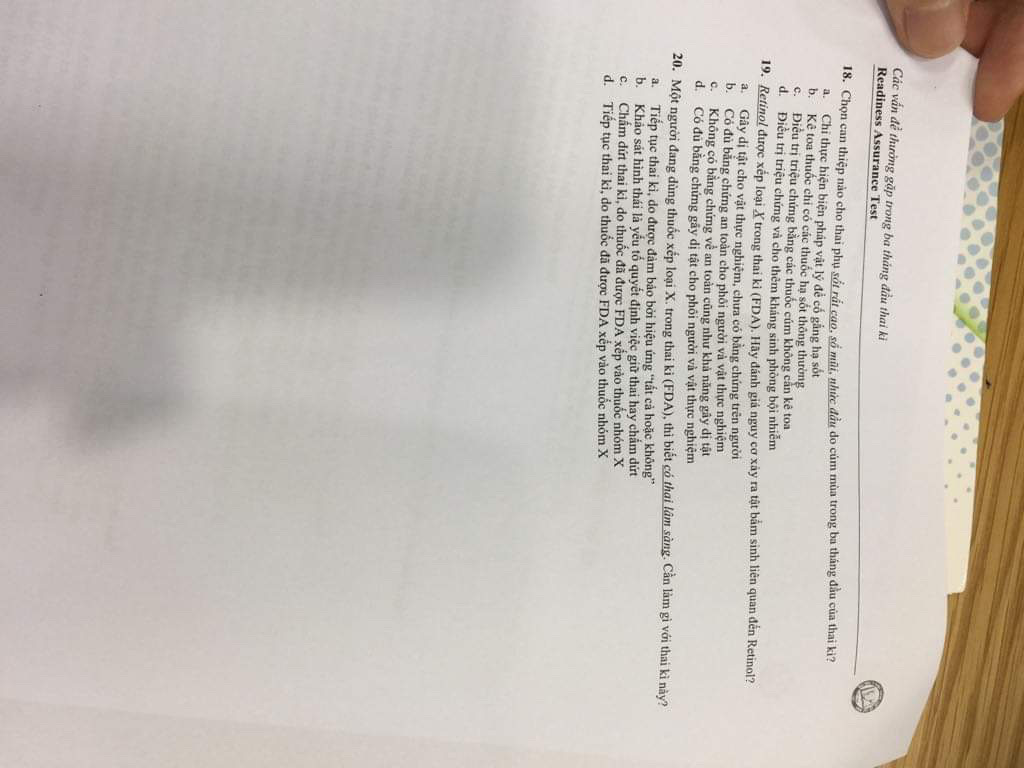 Các vấn đề thường gặp trong ba tháng đầu thai kì
Readiness Assurance Test
18. Chọn can thiệp nào cho thai phụ sốt rất cao, sổ mũi, nhức đầu do cúm mùa trong ba tháng đầu của thai kì?
a. Chỉ thực hiện biện pháp vật lý để cố gắng hạ sốt
b. Kê toa thuốc chỉ có các thuốc hạ sốt thông thường
c. Điều trị triệu chứng bằng các thuốc cúm không cần kê toa
d. Điều trị triệu chứng và cho thêm kháng sinh phòng bội nhiễm
19. Retinol được xếp loại X trong thai kì (FDA). Hãy đánh giá nguy cơ xảy ra tật bẩm sinh liên quan đến Retinol?
a. Gây dị tật cho vật thực nghiệm, chưa có bằng chứng trên người
b. Có đủ bằng chứng an toàn cho phôi người và vật thực nghiệm
c. Không có bằng chứng về an toàn cũng như khả năng gây dị tật
d. Có đủ bằng chứng gây dị tật cho phôi người và vật thực nghiệm
20. Một người đang dùng thuốc xếp loại X trong thai kì (FDA), thì biết có thai lâm sàng. Cần làm gì với thai kì này?
a. Tiếp tục thai kì, do được đảm bảo bởi hiệu ứng “tất cả hoặc không”
b. Khảo sát hình thái là yếu tố quyết định việc giữ thai hay chấm dứt
c. Chấm dứt thai kì, do thuốc đã được FDA xếp vào thuốc nhóm X
d. Tiếp tục thai kì, do thuốc đã được FDA xếp vào thuốc nhóm X